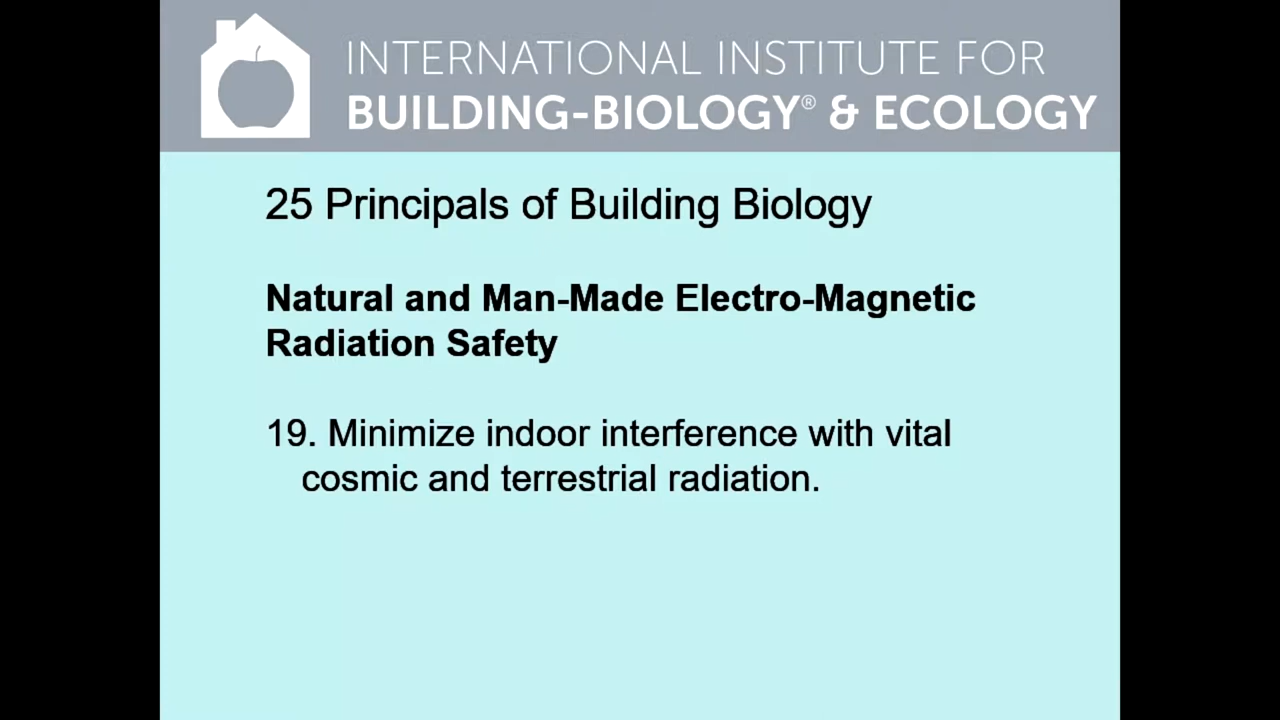 INTERNATIONAL INSTITUTE FOR
BUILDING-BIOLOGY® & ECOLOGY
25 Principals of Building Biology
Natural and Man-Made Electro-Magnetic
Radiation Safety
19. Minimize indoor interference with vital
cosmic and terrestrial radiation.